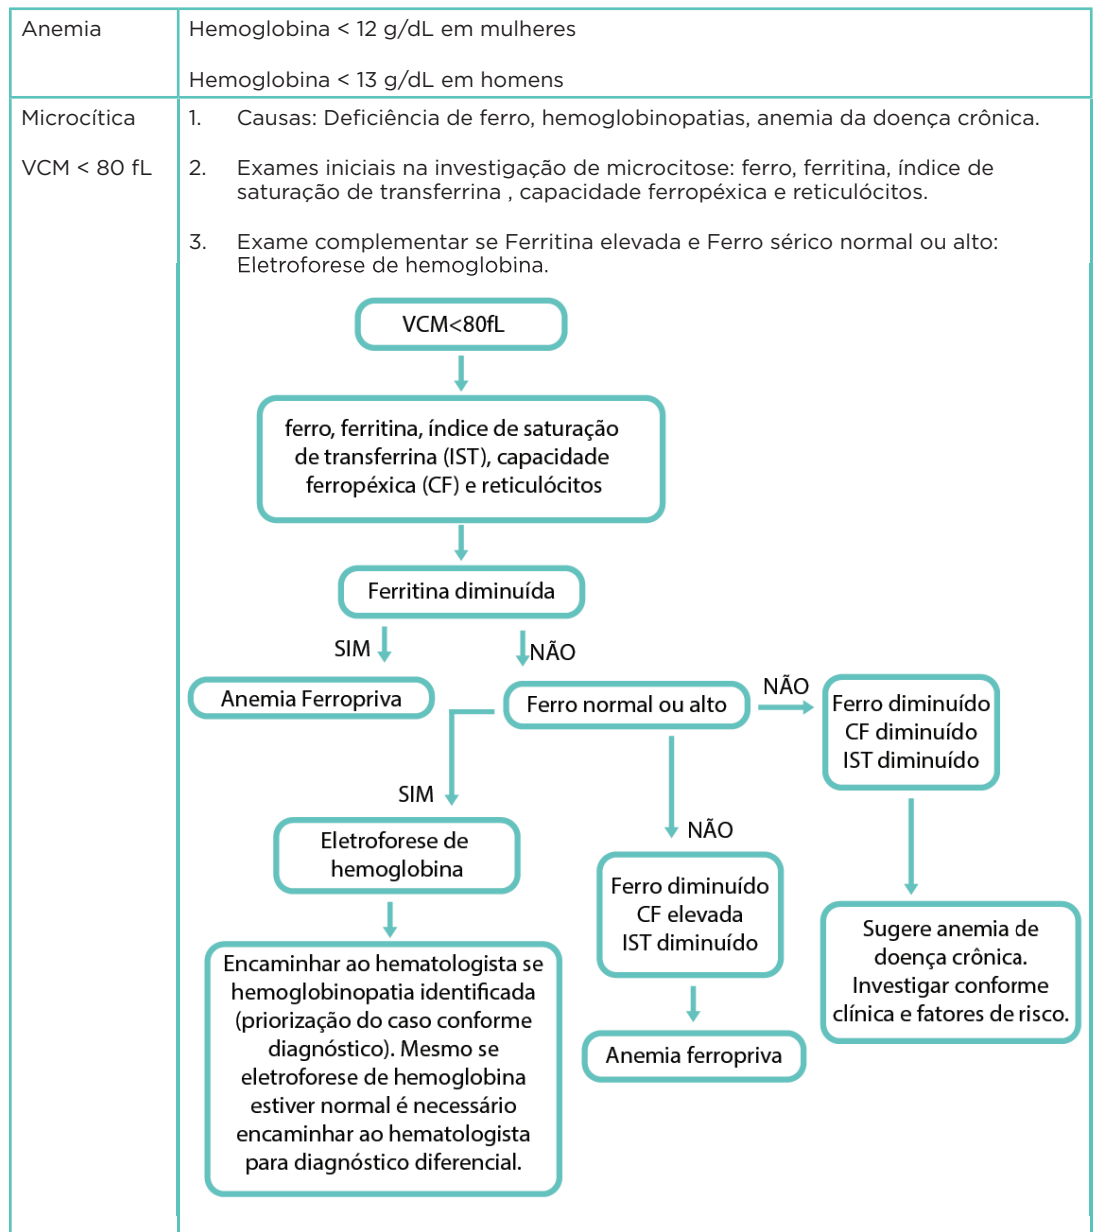 Anemia
Hemoglobina < 12 g/dL em mulheres
Hemoglobina < 13 g/dL em homens
Microcítica
VCM < 80 fL
1. Causas: Deficiência de ferro, hemoglobinopatias, anemia da doença crônica.
2. Exames iniciais na investigação de microcitose: ferro, ferritina, índice de
saturação de transferrina , capacidade ferropéxica e reticulócitos.
3. Exame complementar se Ferritina elevada e Ferro sérico normal ou alto:
Eletroforese de hemoglobina.
VCM<80fL
ferro, ferritina, índice de saturação
de transferrina (IST), capacidade
ferropéxica (CF) e reticulócitos
Ferritina diminuída
SIM
NÃO
Anemia Ferropriva
Ferro normal ou alto
NÃO
Ferro diminuído
CF diminuído
IST diminuído
SIM
Eletroforese de
hemoglobina
NÃO
Ferro diminuído
CF elevada
IST diminuído
Sugere anemia de
doença crônica.
Investigar conforme
clínica e fatores de risco.
Encaminhar ao hematologista se
hemoglobinopatia identificada
(priorização do caso conforme
diagnóstico). Mesmo se
eletroforese de hemoglobina
estiver normal é necessário
encaminhar ao hematologista
para diagnóstico diferencial.
Anemia ferropriva